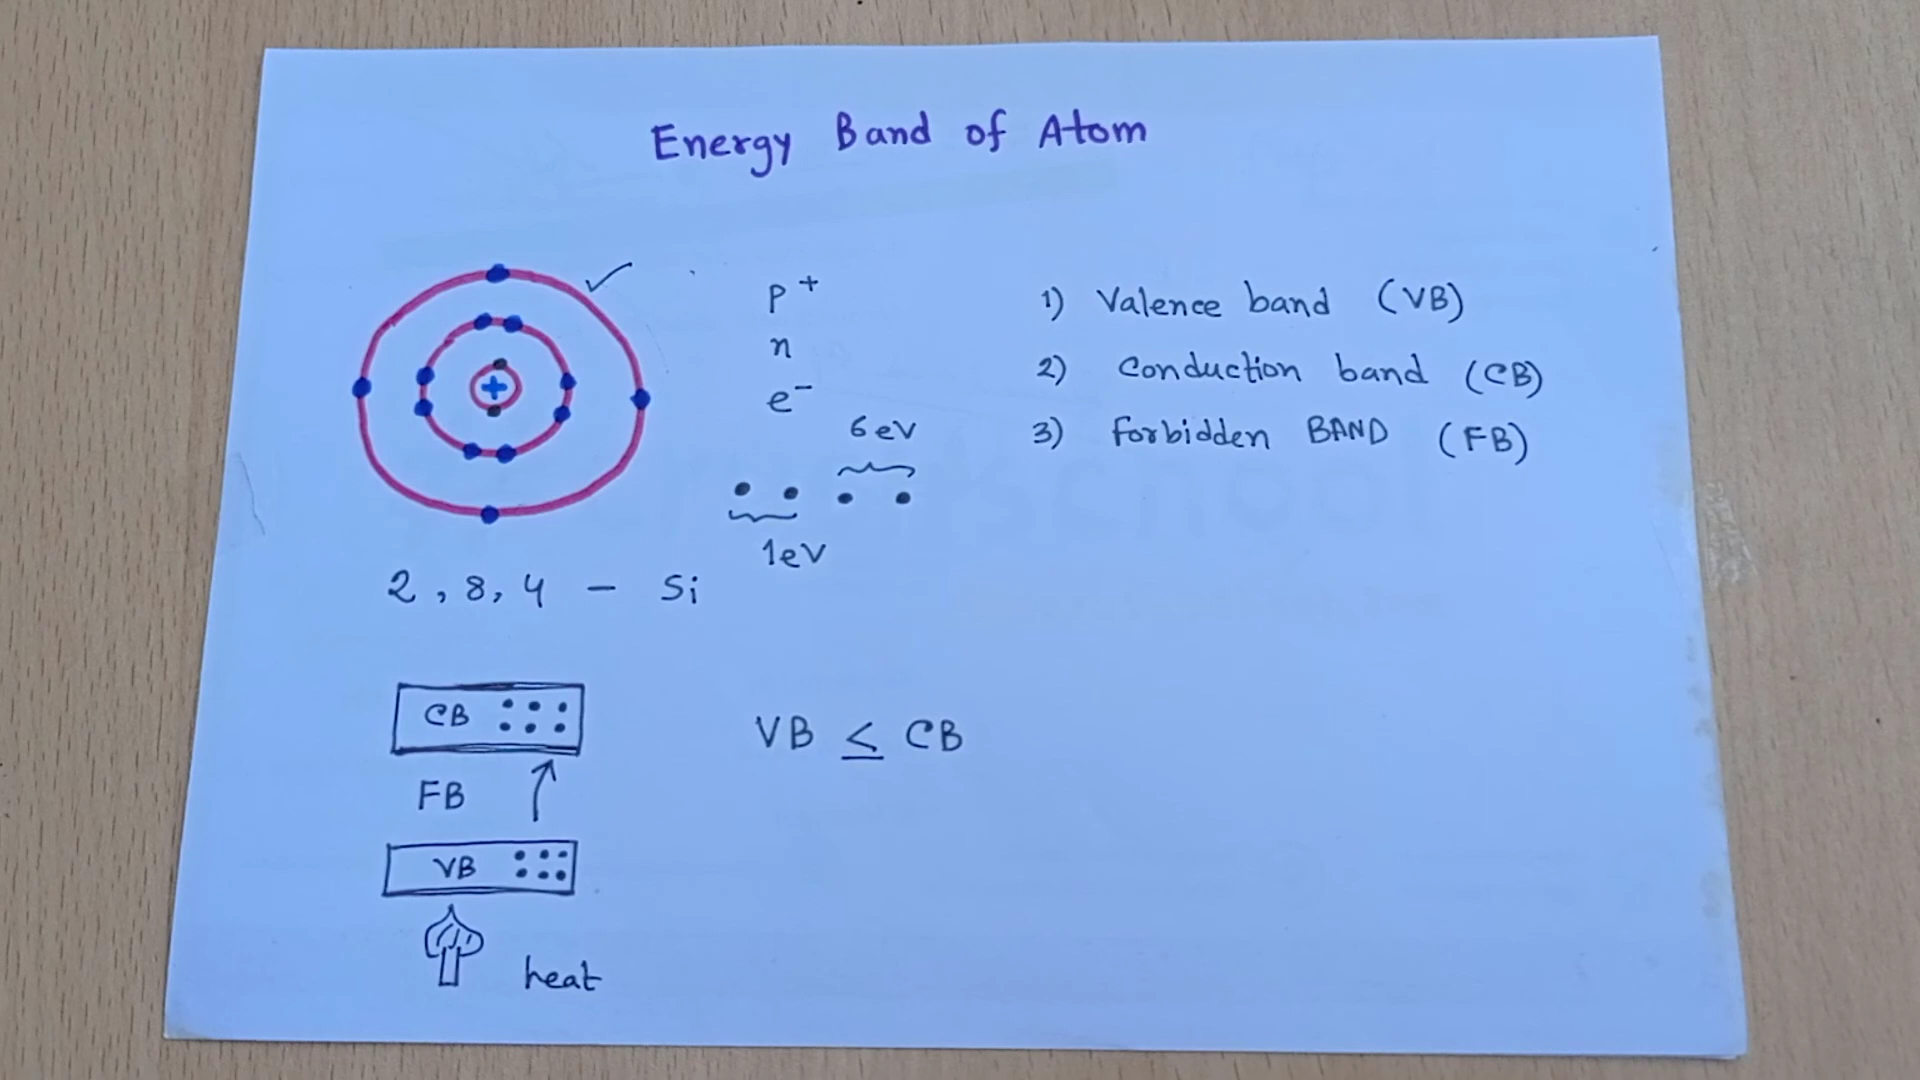 Energy Band of Atom
+
p+
n
e-
6eV
1eV
2, 8, 4 - Si
1) Valence band (VB)
2) Conduction band (CB)
3) Forbidden BAND (FB)
CB
FB
VB
heat
VB ≤ CB